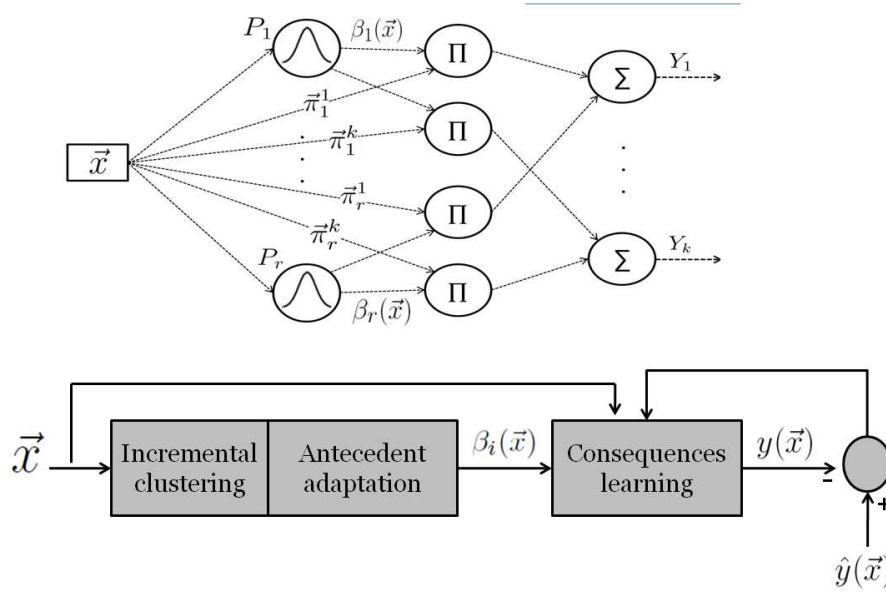 P₁
β₁(x⃗)
Π
Y₁
Σ
π⃗₁¹
Π
x⃗
π⃗₁ᵏ
π⃗ᵣ¹
Π
π⃗ᵣᵏ
Pᵣ
Yₖ
Σ
Π
βᵣ(x⃗)
x⃗
Incremental
clustering
Antecedent
adaptation
βᵢ(x⃗)
Consequences
learning
y(x⃗)
-
+
ŷ(x⃗)